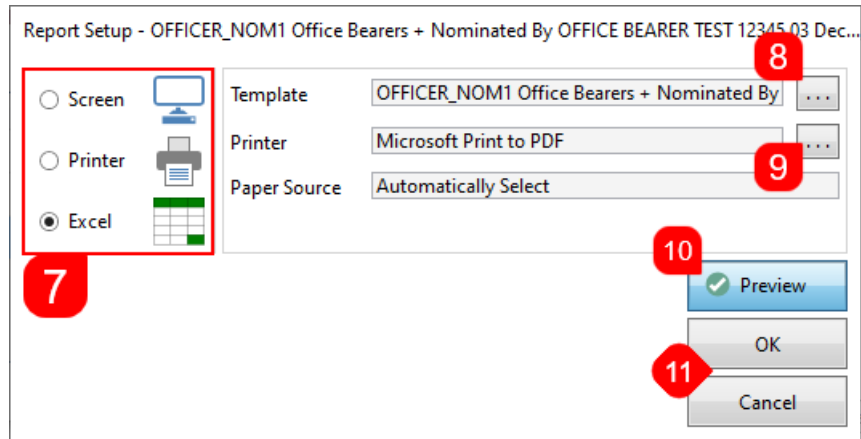 Report Setup - OFFICER_NOM1 Office Bearers + Nominated By OFFICE BEARER TEST 12345 03 Dec...
8
Screen
Template
OFFICER_NOM1 Office Bearers + Nominated By
...
Printer
Printer
Microsoft Print to PDF
...
9
Paper Source
Automatically Select
Excel
7
10
Preview
OK
11
Cancel